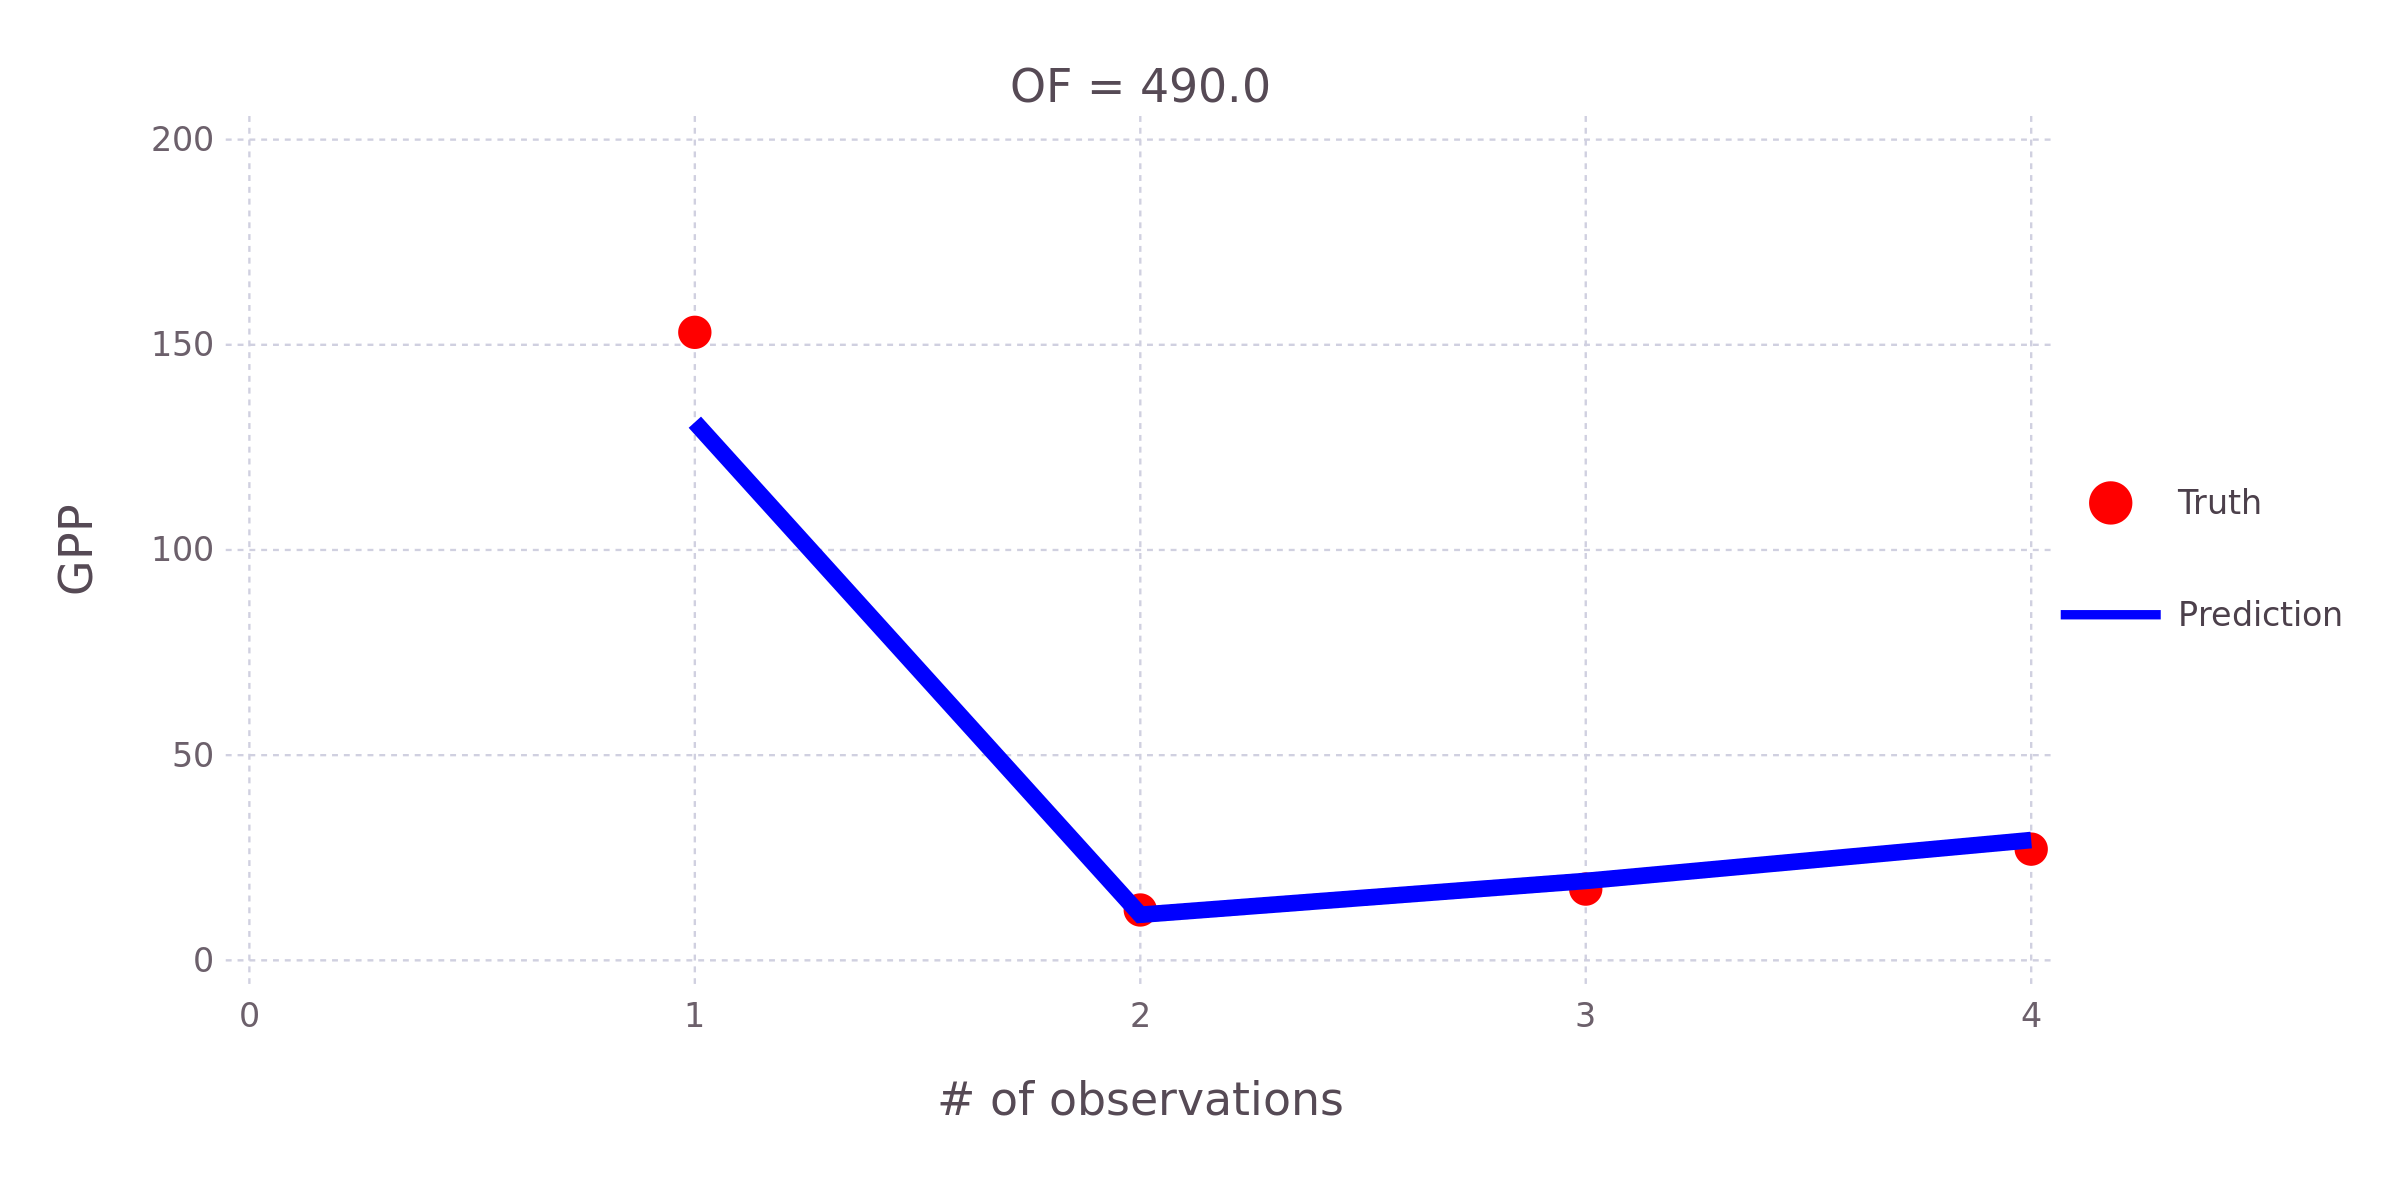 OF = 490.0
200
150
100
50
0
GPP
0 1 2 3 4
# of observations
Truth
Prediction